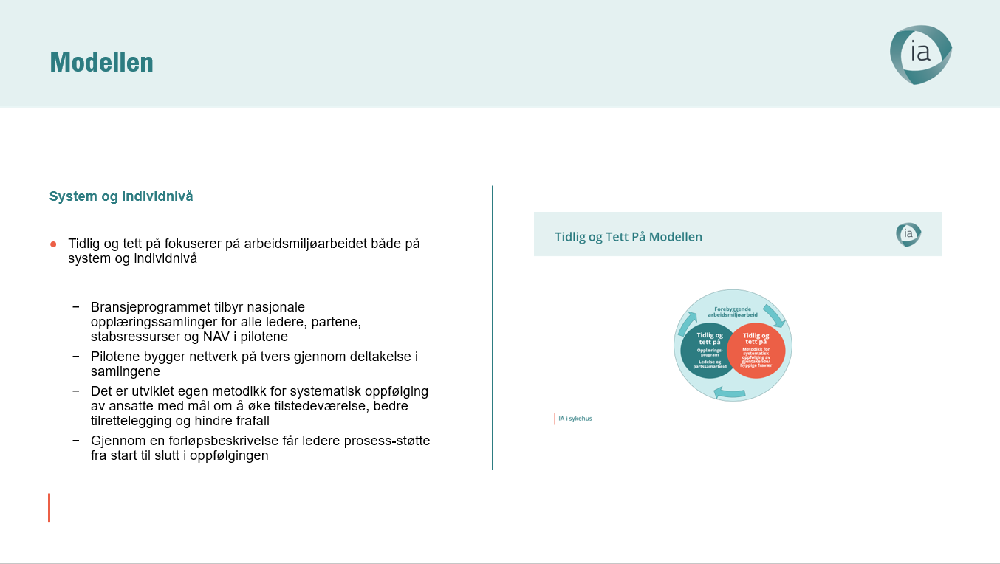 Modellen
ia
System og individnivå
● Tidlig og tett på fokuserer på arbeidsmiljøarbeidet både på
system og individnivå
− Bransjeprogrammet tilbyr nasjonale
opplæringssamlinger for alle ledere, partene,
stabsressurser og NAV i pilotene
− Pilotene bygger nettverk på tvers gjennom deltakelse i
samlingene
− Det er utviklet egen metodikk for systematisk oppfølging
av ansatte med mål om å øke tilstedeværelse, bedre
tilrettelegging og hindre frafall
− Gjennom en forløpsbeskrivelse får ledere prosess-støtte
fra start til slutt i oppfølgingen
Tidlig og Tett På Modellen
ia
Forebyggende
arbeidsmiljøarbeid
Tidlig og
tett på
Opplærings-
program
Ledelse og
partssamarbeid
Tidlig og
tett på
Metodikk for
systematisk
oppfølging av
gjentakende/
hyppige fravær
IA i sykehus